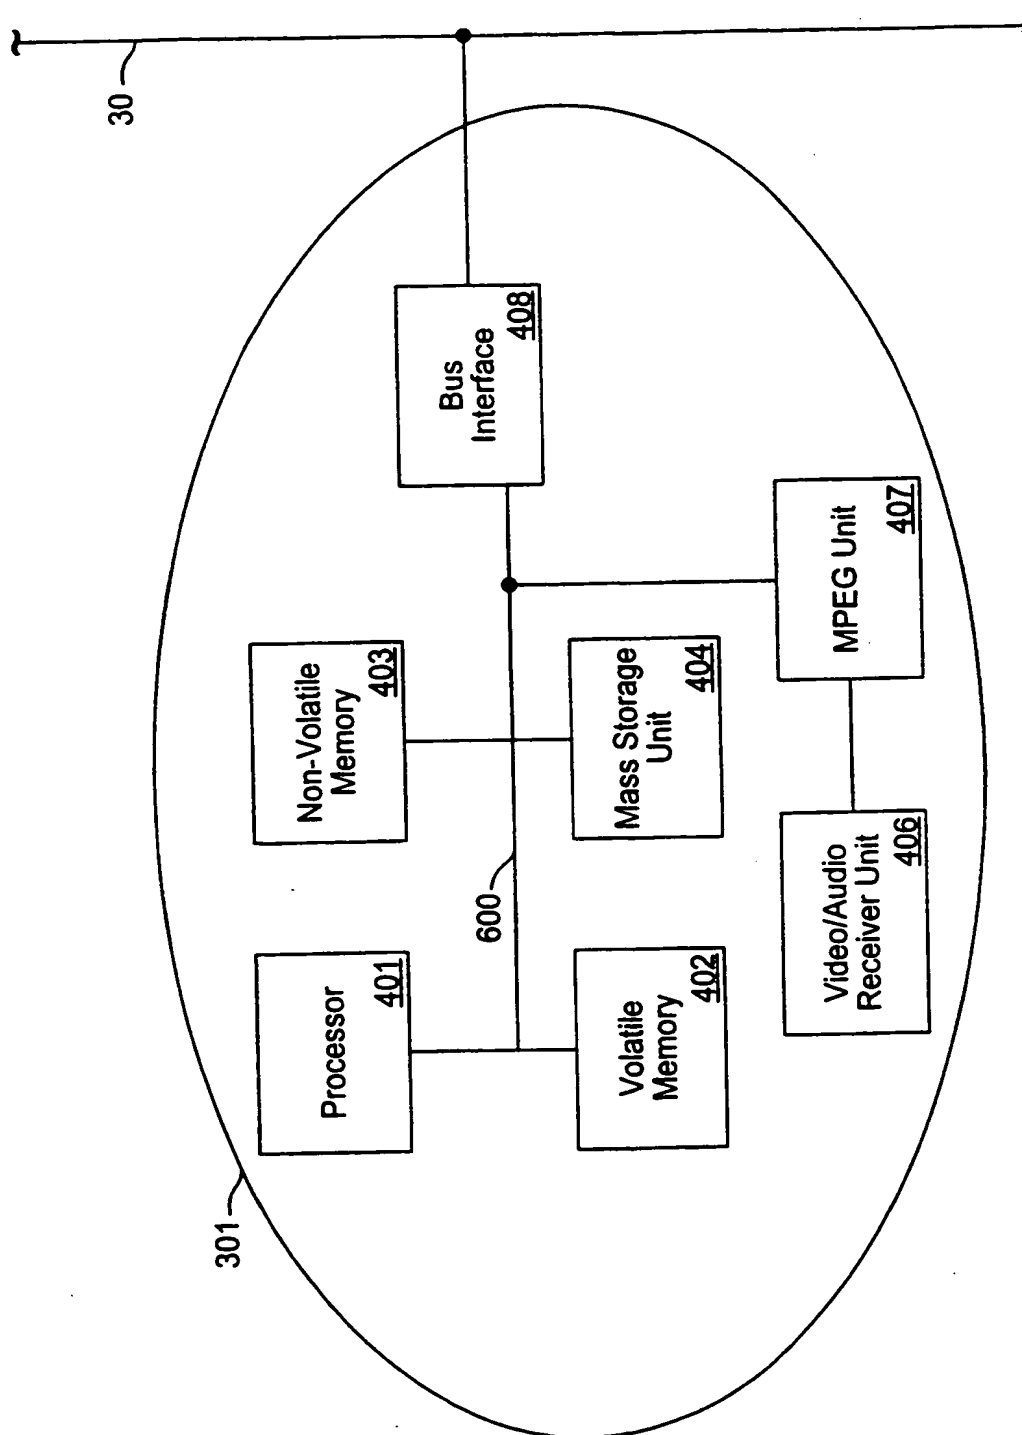 30
301
Processor
401
Non-Volatile
Memory
403
Bus
Interface
408
600
Volatile
Memory
402
Mass Storage
Unit
404
Video/Audio
Receiver Unit
406
MPEG Unit
407